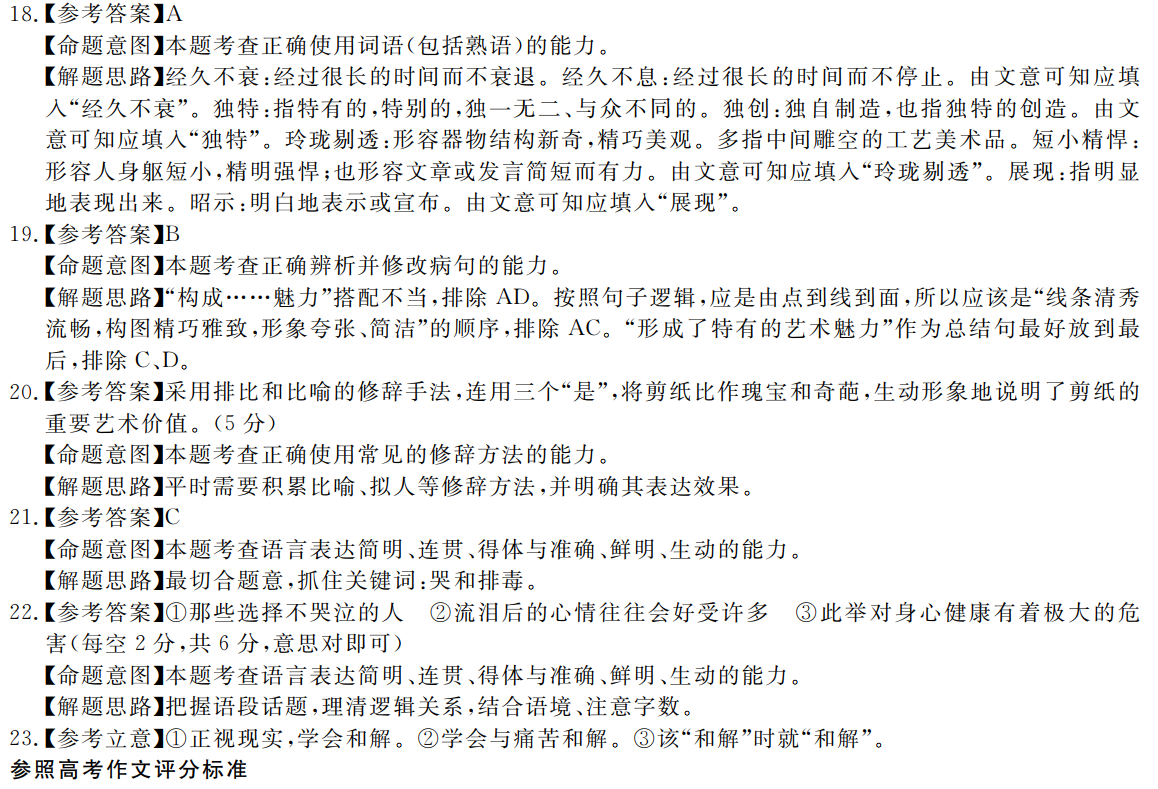 18.【参考答案】A
【命题意图】本题考查正确使用词语(包括熟语)的能力。
【解题思路】经久不衰:经过很长的时间而不衰退。经久不息:经过很长的时间而不停止。由文意可知应填
入“经久不衰”。独特:指特有的,特别的,独一无二、与众不同的。独创:独自制造,也指独特的创造。由文
意可知应填入“独特”。玲珑剔透:形容器物结构新奇,精巧美观。多指中间雕空的工艺美术品。短小精悍:
形容人身躯短小,精明强悍;也形容文章或发言简短而有力。由文意可知应填入“玲珑剔透”。展现:指明显
地表现出来。昭示:明白地表示或宣布。由文意可知应填入“展现”。
19.【参考答案】B
【命题意图】本题考查正确辨析并修改病句的能力。
【解题思路】“构成……魅力”搭配不当,排除 AD。按照句子逻辑,应是由点到线到面,所以应该是“线条清秀
流畅,构图精巧雅致,形象夸张、简洁”的顺序,排除 AC。“形成了特有的艺术魅力”作为总结句最好放到最
后,排除 C、D。
20.【参考答案】采用排比和比喻的修辞手法,连用三个“是”,将剪纸比作瑰宝和奇葩,生动形象地说明了剪纸的
重要艺术价值。(5 分)
【命题意图】本题考查正确使用常见的修辞方法的能力。
【解题思路】平时需要积累比喻、拟人等修辞方法,并明确其表达效果。
21.【参考答案】C
【命题意图】本题考查语言表达简明、连贯、得体与准确、鲜明、生动的能力。
【解题思路】最切合题意,抓住关键词:哭和排毒。
22.【参考答案】①那些选择不哭泣的人 ②流泪后的心情往往会好受许多 ③此举对身心健康有着极大的危
害(每空 2 分,共 6 分,意思对即可)
【命题意图】本题考查语言表达简明、连贯、得体与准确、鲜明、生动的能力。
【解题思路】把握语段话题,理清逻辑关系,结合语境、注意字数。
23.【参考立意】①正视现实,学会和解。②学会与痛苦和解。③该“和解”时就“和解”。
参照高考作文评分标准